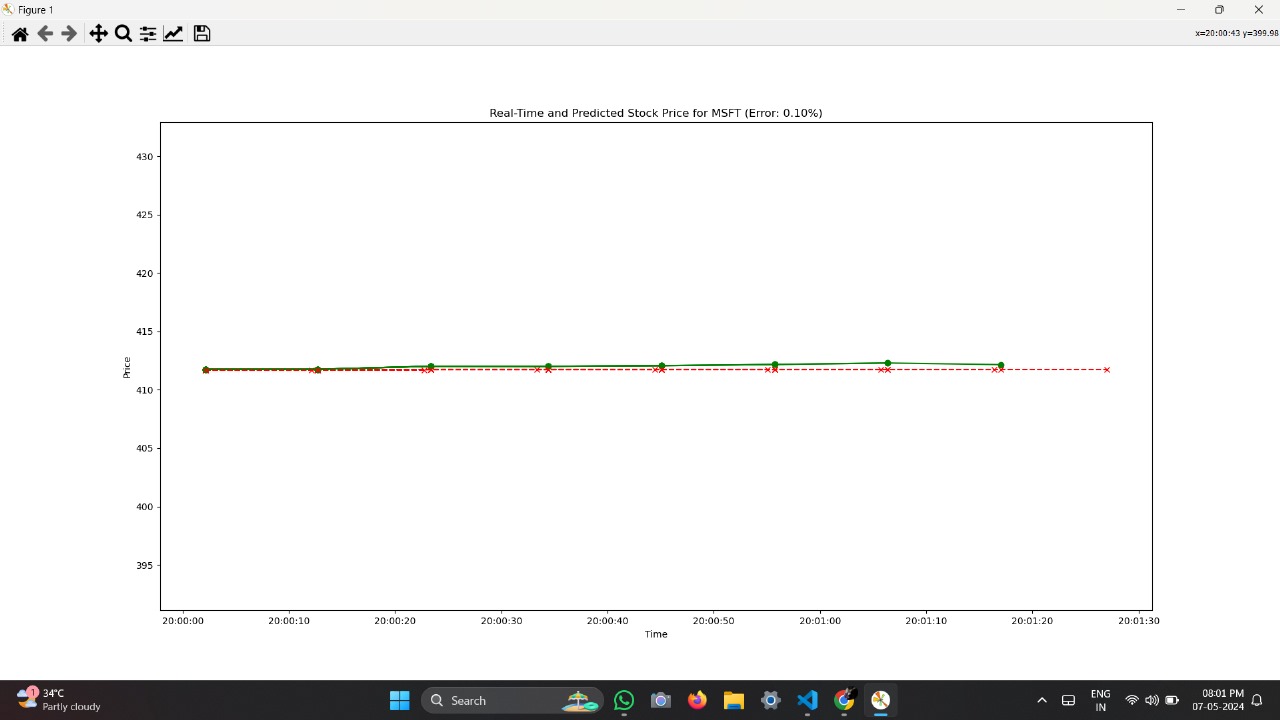 Figure 1
x=20:00:43 y=399.98
Real-Time and Predicted Stock Price for MSFT (Error: 0.10%)
430
425
420
415
410
405
400
395
Price
20:00:00 20:00:10 20:00:20 20:00:30 20:00:40 20:00:50 20:01:00 20:01:10 20:01:20 20:01:30
Time
1
34°C
Partly cloudy
Search
ENG
IN
08:01 PM
07-05-2024